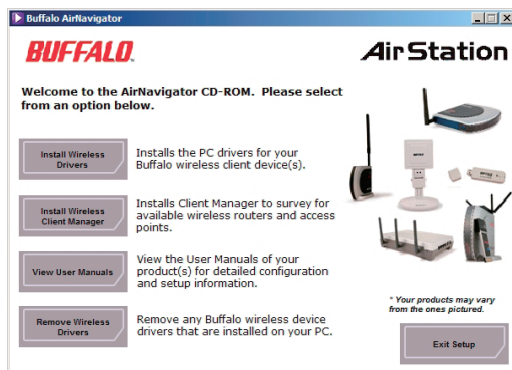 Buffalo AirNavigator
BUFFALO
AirStation
Welcome to the AirNavigator CD-ROM. Please select
from an option below.
Install Wireless
Drivers
Installs the PC drivers for your
Buffalo wireless client device(s).
Install Wireless
Client Manager
Installs Client Manager to survey for
available wireless routers and access
points.
View User Manuals
View the User Manuals of your
product(s) for detailed configuration
and setup information.
Remove Wireless
Drivers
Remove any Buffalo wireless device
drivers that are installed on your PC.
* Your products may vary
from the ones pictured.
Exit Setup